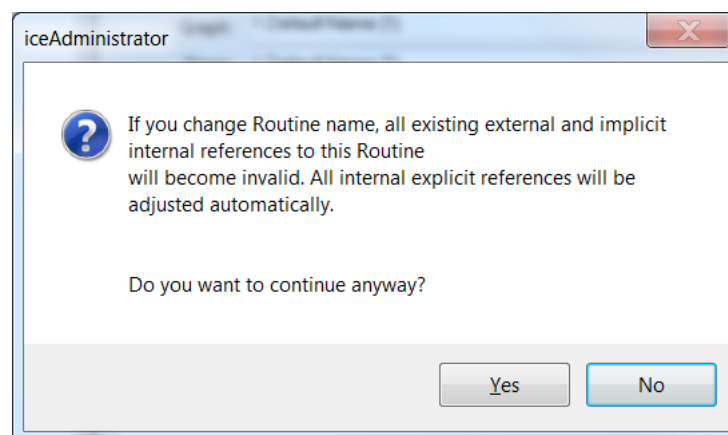 iceAdministrator
If you change Routine name, all existing external and implicit
internal references to this Routine
will become invalid. All internal explicit references will be
adjusted automatically.
Do you want to continue anyway?
Yes
No